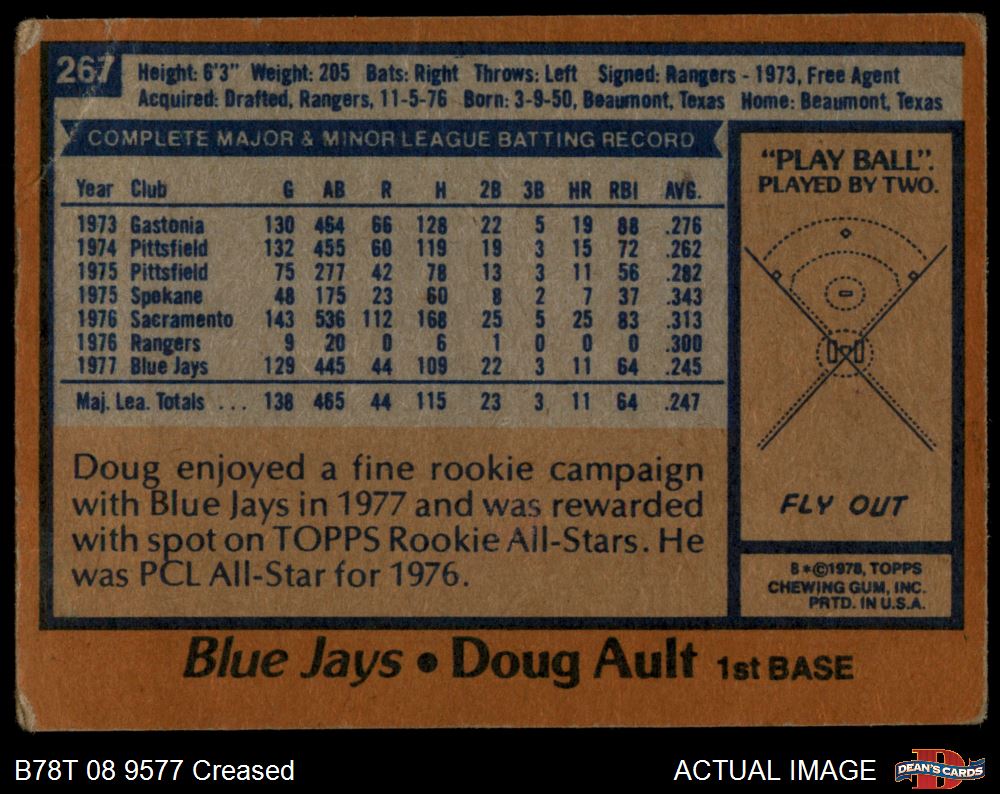 267
Height: 6'3" Weight: 205 Bats: Right Throws: Left Signed: Rangers - 1973, Free Agent
Acquired: Drafted, Rangers, 11-5-76 Born: 3-9-50, Beaumont, Texas Home: Beaumont, Texas
COMPLETE MAJOR & MINOR LEAGUE BATTING RECORD
Year Club G AB R H 2B 3B HR RBI AVG.
1973 Gastonia 130 464 66 128 22 5 19 88 .276
1974 Pittsfield 132 455 60 119 19 3 15 72 .262
1975 Pittsfield 75 277 42 78 13 3 11 56 .282
1975 Spokane 48 175 23 60 8 2 7 37 .343
1976 Sacramento 143 536 112 168 25 5 25 83 .313
1976 Rangers 9 20 0 6 1 0 0 0 .300
1977 Blue Jays 129 445 44 109 22 3 11 64 .245
Maj. Lea. Totals ... 138 465 44 115 23 3 11 64 .247
Doug enjoyed a fine rookie campaign
with Blue Jays in 1977 and was rewarded
with spot on TOPPS Rookie All-Stars. He
was PCL All-Star for 1976.
"PLAY BALL".
PLAYED BY TWO.
FLY OUT
B*©1978, TOPPS
CHEWING GUM, INC.
PRTD. IN U.S.A.
Blue Jays • Doug Ault 1st BASE
B78T 08 9577 Creased
ACTUAL IMAGE
DEAN'S CARDS